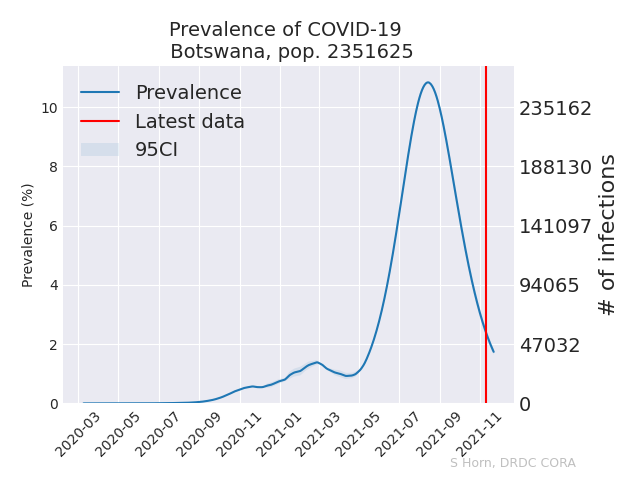 Prevalence of COVID-19
Botswana, pop. 2351625
Prevalence
Latest data
95CI
Prevalence (%)
10
8
6
4
2
0
235162
188130
141097
94065
47032
0
# of infections
2020-03
2020-05
2020-07
2020-09
2020-11
2021-01
2021-03
2021-05
2021-07
2021-09
2021-11
S Horn, DRDC CORA